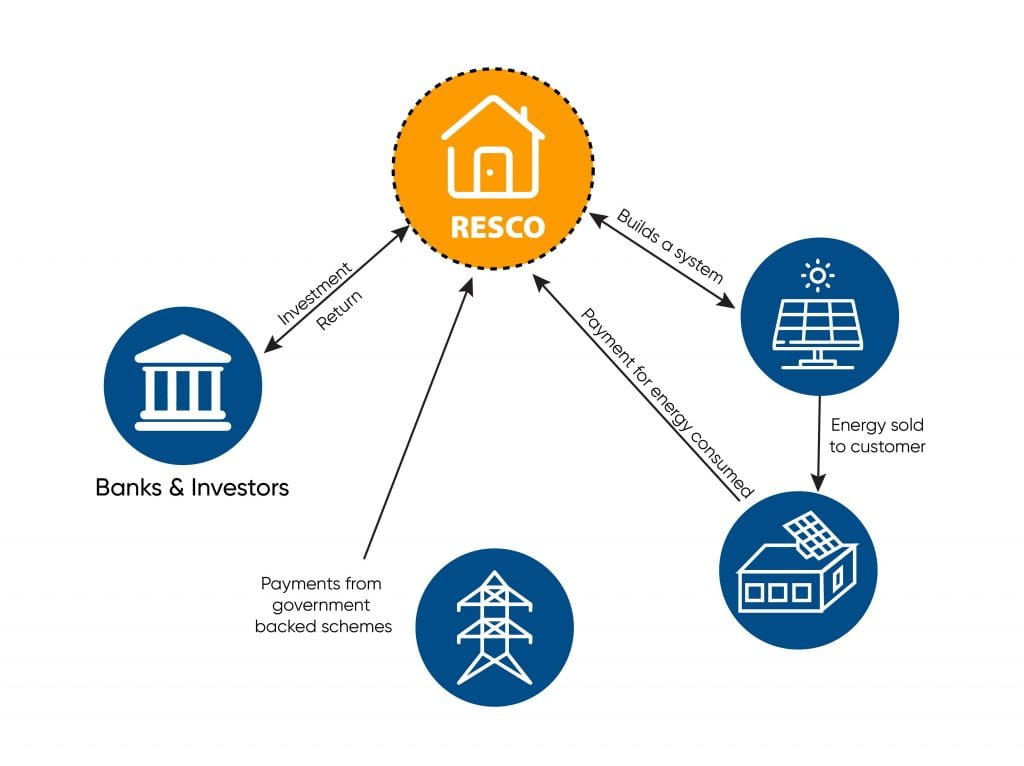 RESCO
Builds a system
Investment
Return
Payment for energy consumed
Energy sold
to customer
Banks & Investors
Payments from
government
backed schemes